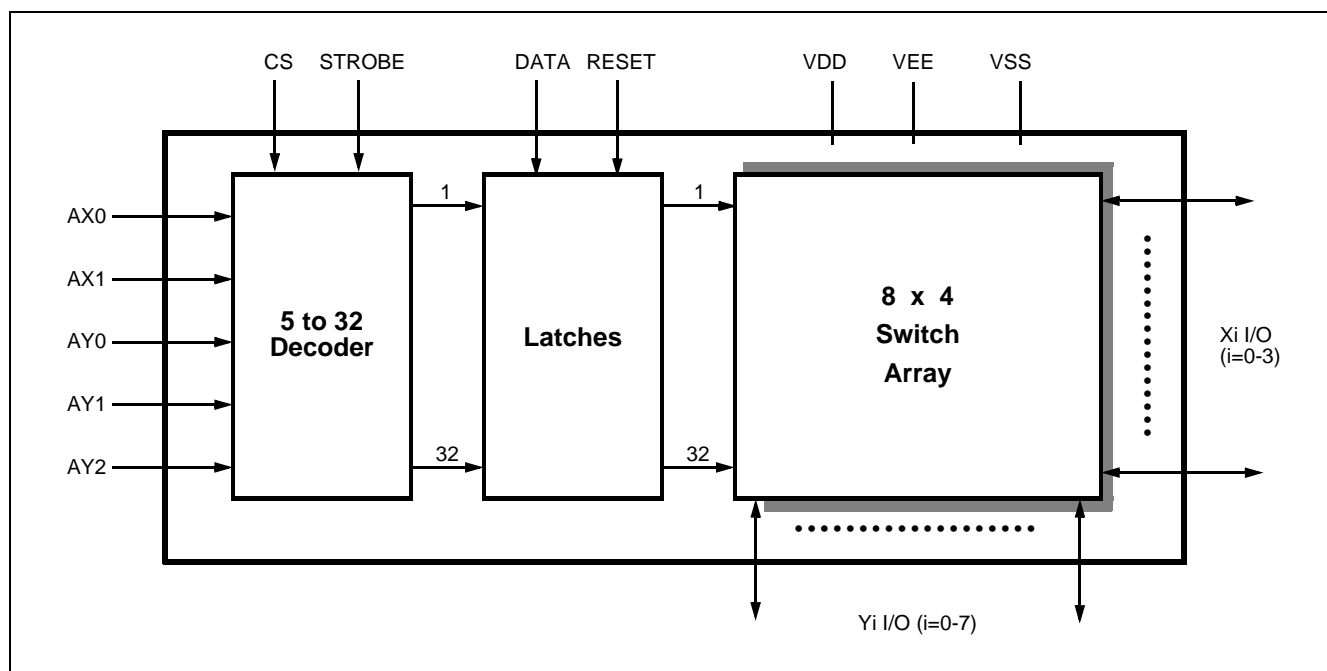 CS STROBE DATA RESET VDD VEE VSS
AX0
AX1
AY0
AY1
AY2
5 to 32
Decoder
1
32
Latches
1
32
8 x 4
Switch
Array
Xi I/O
(i=0-3)
Yi I/O (i=0-7)